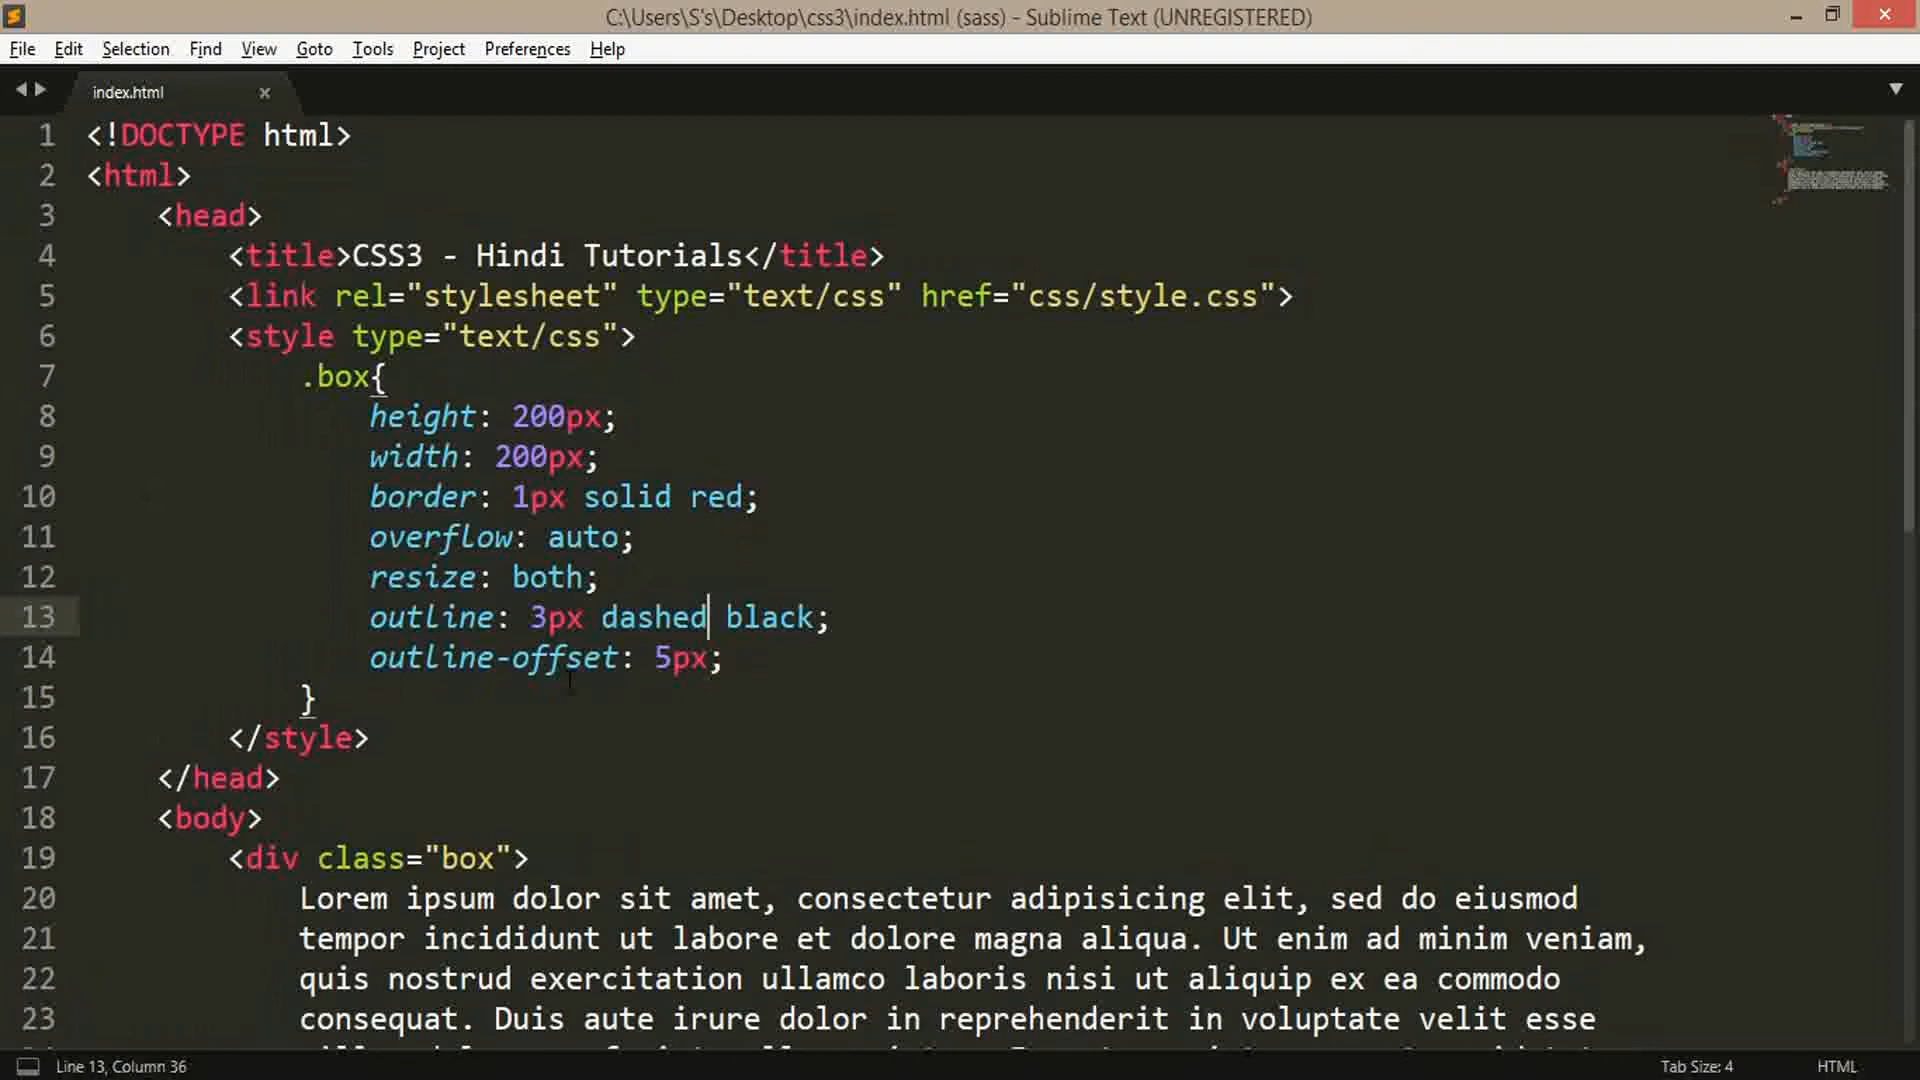 C:\Users\S's\Desktop\css3\index.html (sass) - Sublime Text (UNREGISTERED)
File Edit Selection Find View Goto Tools Project Preferences Help
index.html
1 <!DOCTYPE html>
2 <html>
3 <head>
4 <title>CSS3 - Hindi Tutorials</title>
5 <link rel="stylesheet" type="text/css" href="css/style.css">
6 <style type="text/css">
7 .box{
8 height: 200px;
9 width: 200px;
10 border: 1px solid red;
11 overflow: auto;
12 resize: both;
13 outline: 3px dashed black;
14 outline-offset: 5px;
15 }
16 </style>
17 </head>
18 <body>
19 <div class="box">
20 Lorem ipsum dolor sit amet, consectetur adipisicing elit, sed do eiusmod
21 tempor incididunt ut labore et dolore magna aliqua. Ut enim ad minim veniam,
22 quis nostrud exercitation ullamco laboris nisi ut aliquip ex ea commodo
23 consequat. Duis aute irure dolor in reprehenderit in voluptate velit esse
Line 13, Column 36 Tab Size: 4 HTML